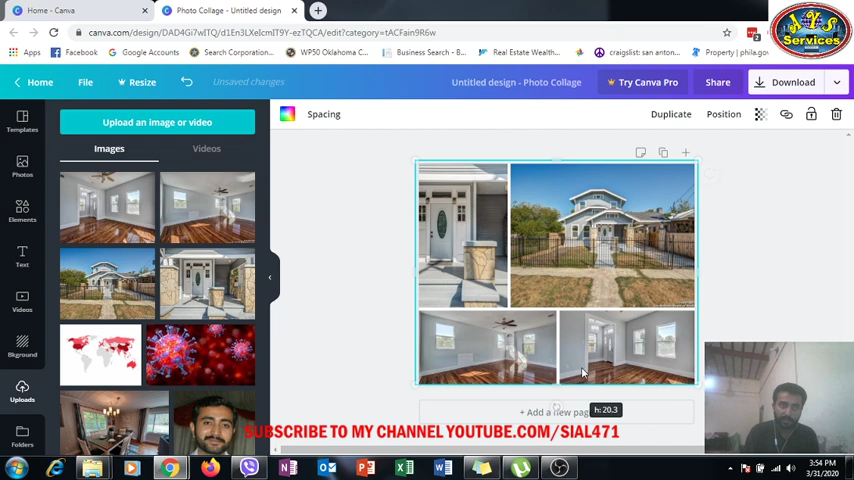 Home - Canva
Photo Collage - Untitled design
canva.com/design/DAD4Gi7wITQ/d1En3LXeIcmIT9Y-ezTQCA/edit?category=tACFain9R6w
2
Apps
Facebook
Google Accounts
Search Corporation...
WP50 Oklahoma C...
Business Search - B...
Real Estate Wealth...
craigslist: san anton...
Property | phila.gov
JYS
Services
Home
File
Resize
Unsaved changes
Untitled design - Photo Collage
Try Canva Pro
Share
Download
Templates
Photos
Elements
Text
Videos
Bkground
Uploads
Folders
Upload an image or video
Images
Videos
Spacing
Duplicate
Position
+ Add a new pag
h: 20.3
SUBSCRIBE TO MY CHANNEL YOUTUBE.COM/SIAL471
3:54 PM
3/31/2020